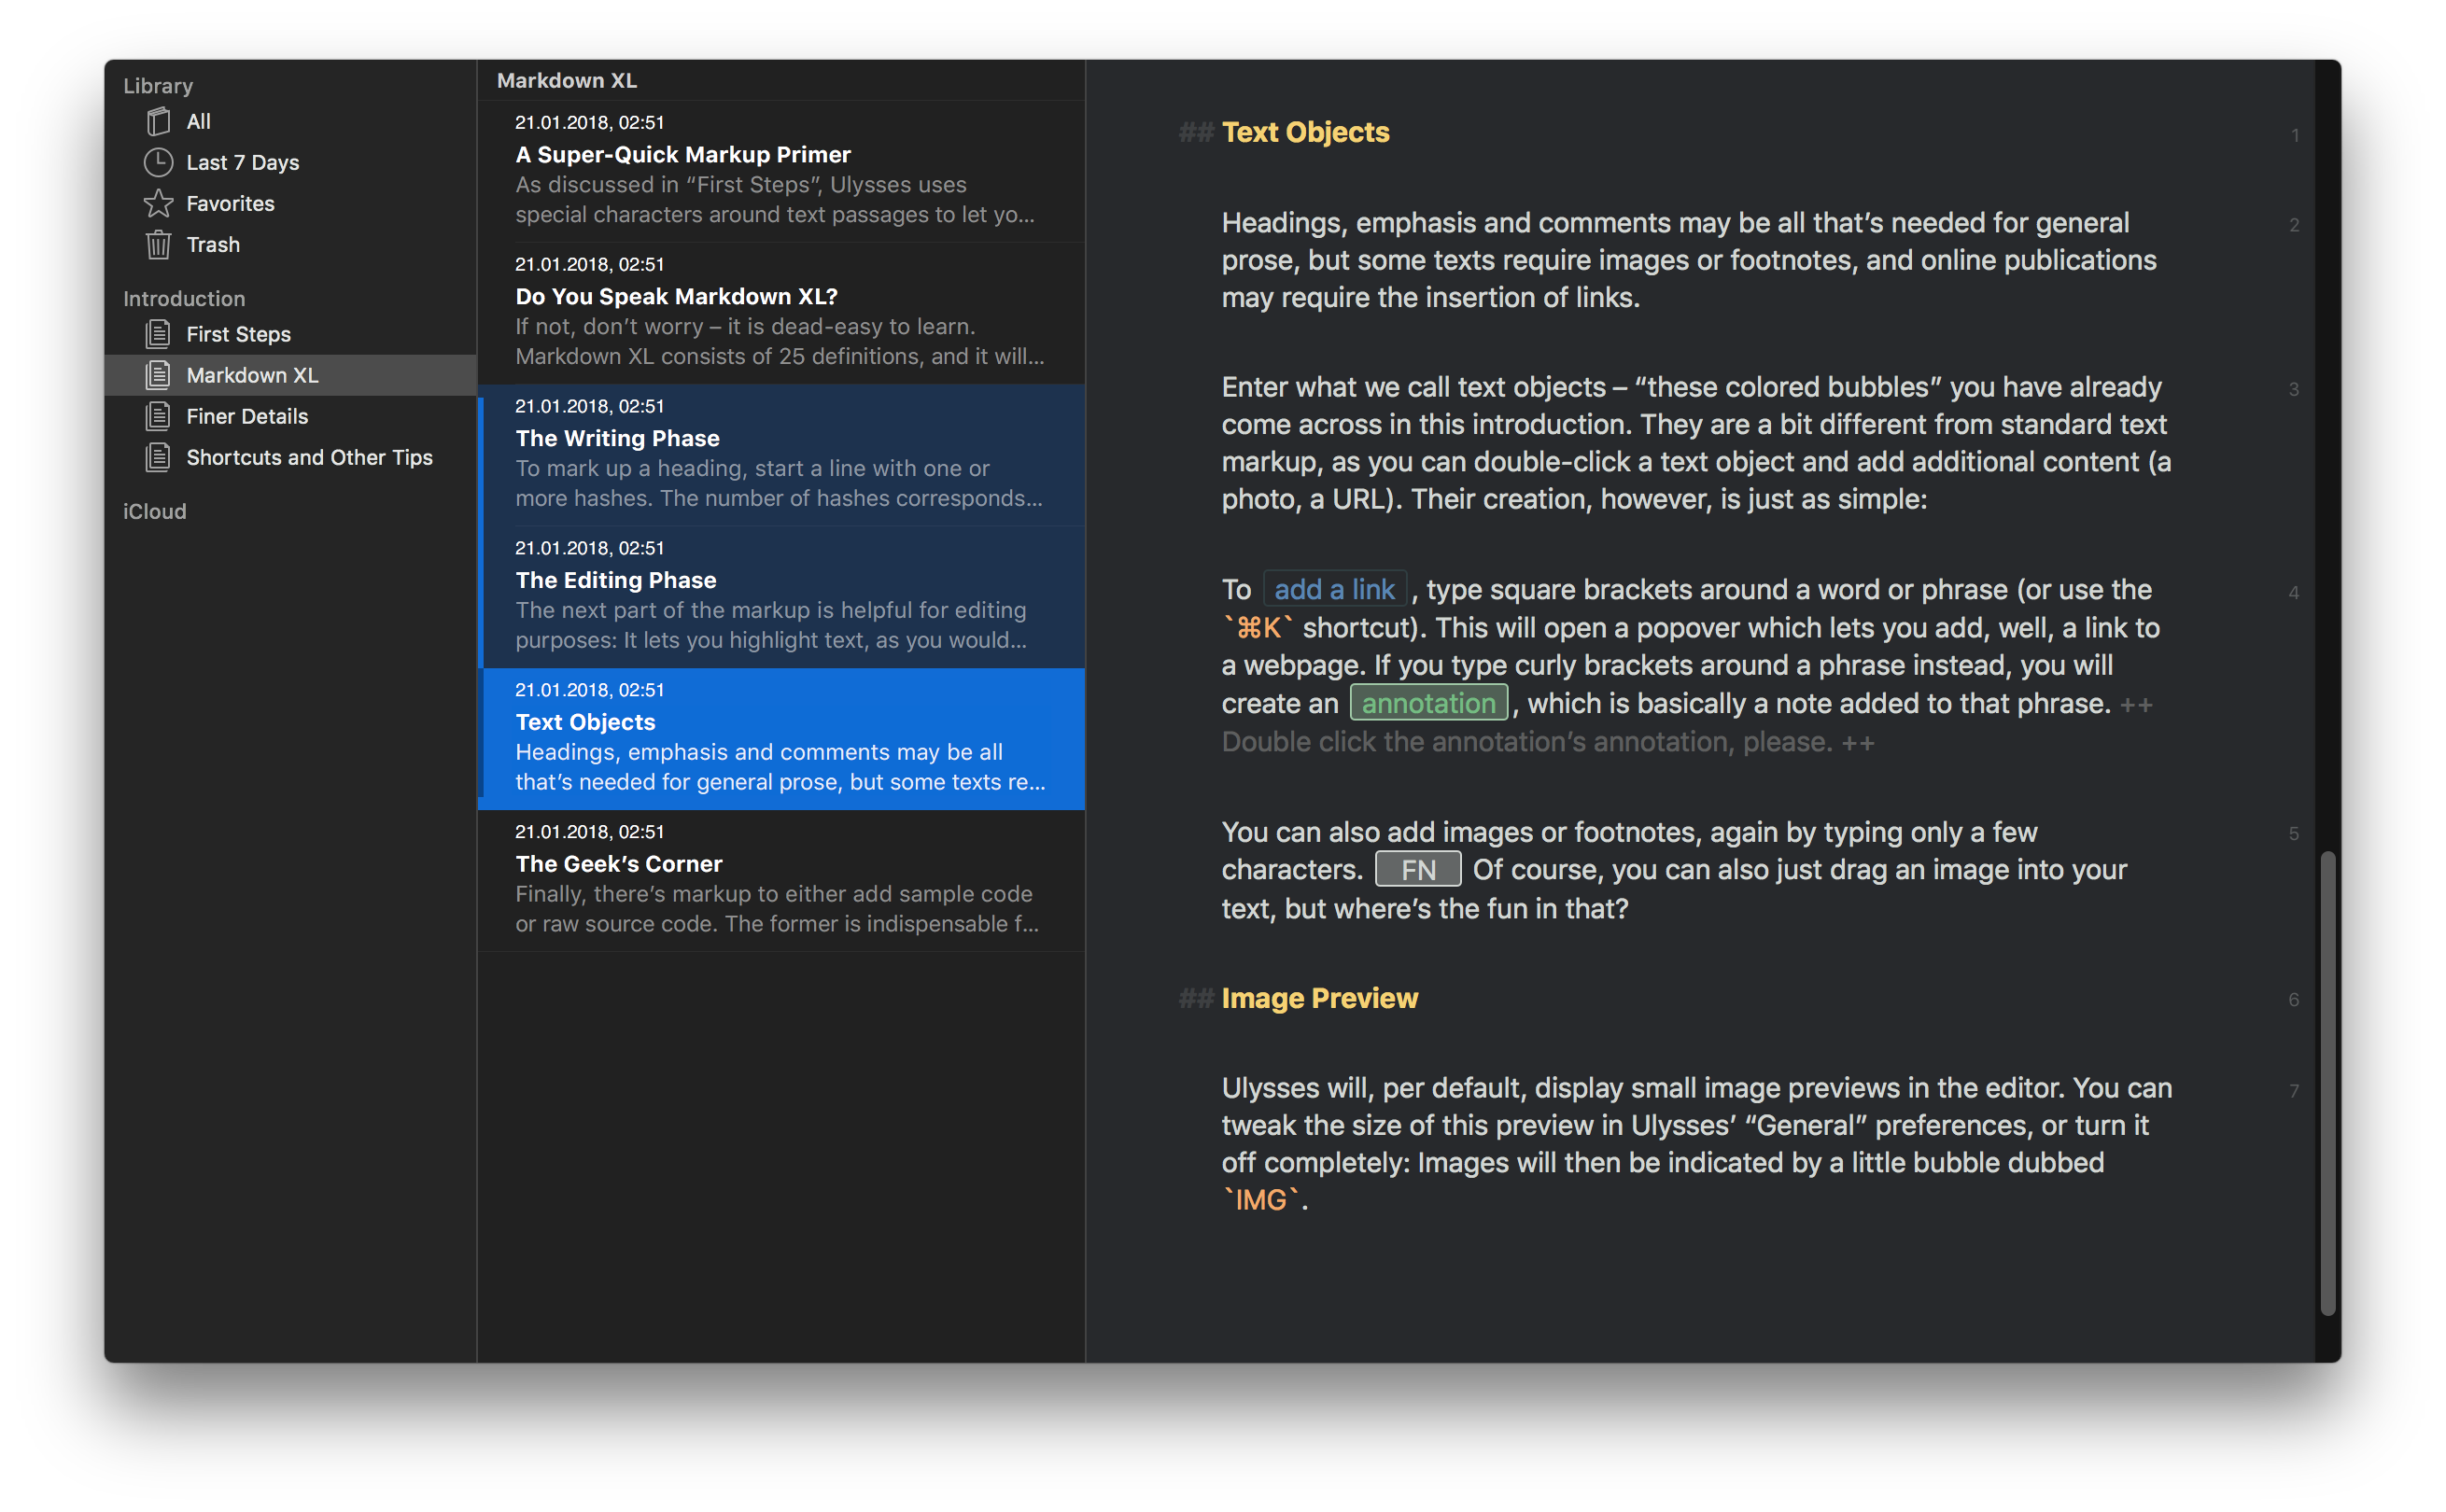 Library
All
Last 7 Days
Favorites
Trash
Introduction
First Steps
Markdown XL
Finer Details
Shortcuts and Other Tips
iCloud
Markdown XL
21.01.2018, 02:51
A Super-Quick Markup Primer
As discussed in “First Steps”, Ulysses uses
special characters around text passages to let yo…
21.01.2018, 02:51
Do You Speak Markdown XL?
If not, don’t worry – it is dead-easy to learn.
Markdown XL consists of 25 definitions, and it will…
21.01.2018, 02:51
The Writing Phase
To mark up a heading, start a line with one or
more hashes. The number of hashes corresponds…
21.01.2018, 02:51
The Editing Phase
The next part of the markup is helpful for editing
purposes: It lets you highlight text, as you would…
21.01.2018, 02:51
Text Objects
Headings, emphasis and comments may be all
that’s needed for general prose, but some texts re…
21.01.2018, 02:51
The Geek’s Corner
Finally, there’s markup to either add sample code
or raw source code. The former is indispensable f…
## Text Objects 1
Headings, emphasis and comments may be all that’s needed for general 2
prose, but some texts require images or footnotes, and online publications
may require the insertion of links.
Enter what we call text objects – “these colored bubbles” you have already 3
come across in this introduction. They are a bit different from standard text
markup, as you can double-click a text object and add additional content (a
photo, a URL). Their creation, however, is just as simple:
To add a link, type square brackets around a word or phrase (or use the 4
`⌘K` shortcut). This will open a popover which lets you add, well, a link to
a webpage. If you type curly brackets around a phrase instead, you will
create an annotation, which is basically a note added to that phrase. ++
Double click the annotation’s annotation, please. ++
You can also add images or footnotes, again by typing only a few 5
characters. FN Of course, you can also just drag an image into your
text, but where’s the fun in that?
## Image Preview 6
Ulysses will, per default, display small image previews in the editor. You can 7
tweak the size of this preview in Ulysses’ “General” preferences, or turn it
off completely: Images will then be indicated by a little bubble dubbed
`IMG`.